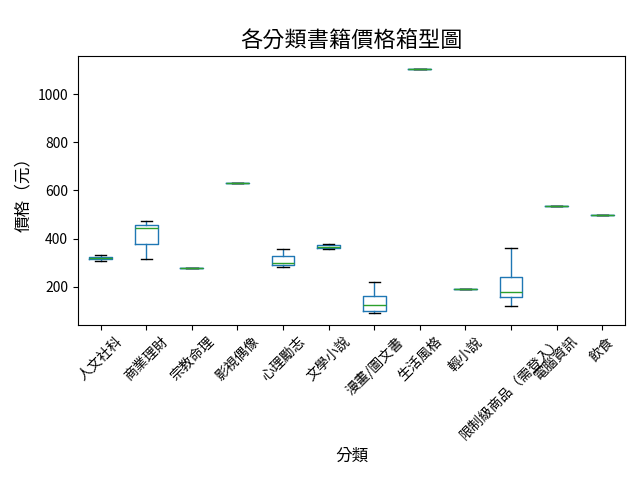 各分類書籍價格箱型圖
價格（元）
1000
800
600
400
200
人文社科
商業理財
宗教命理
影視偶像
心理勵志
文學小說
漫畫/圖文書
生活風格
輕小說
限制級商品（需登入）
電腦資訊
飲食
分類